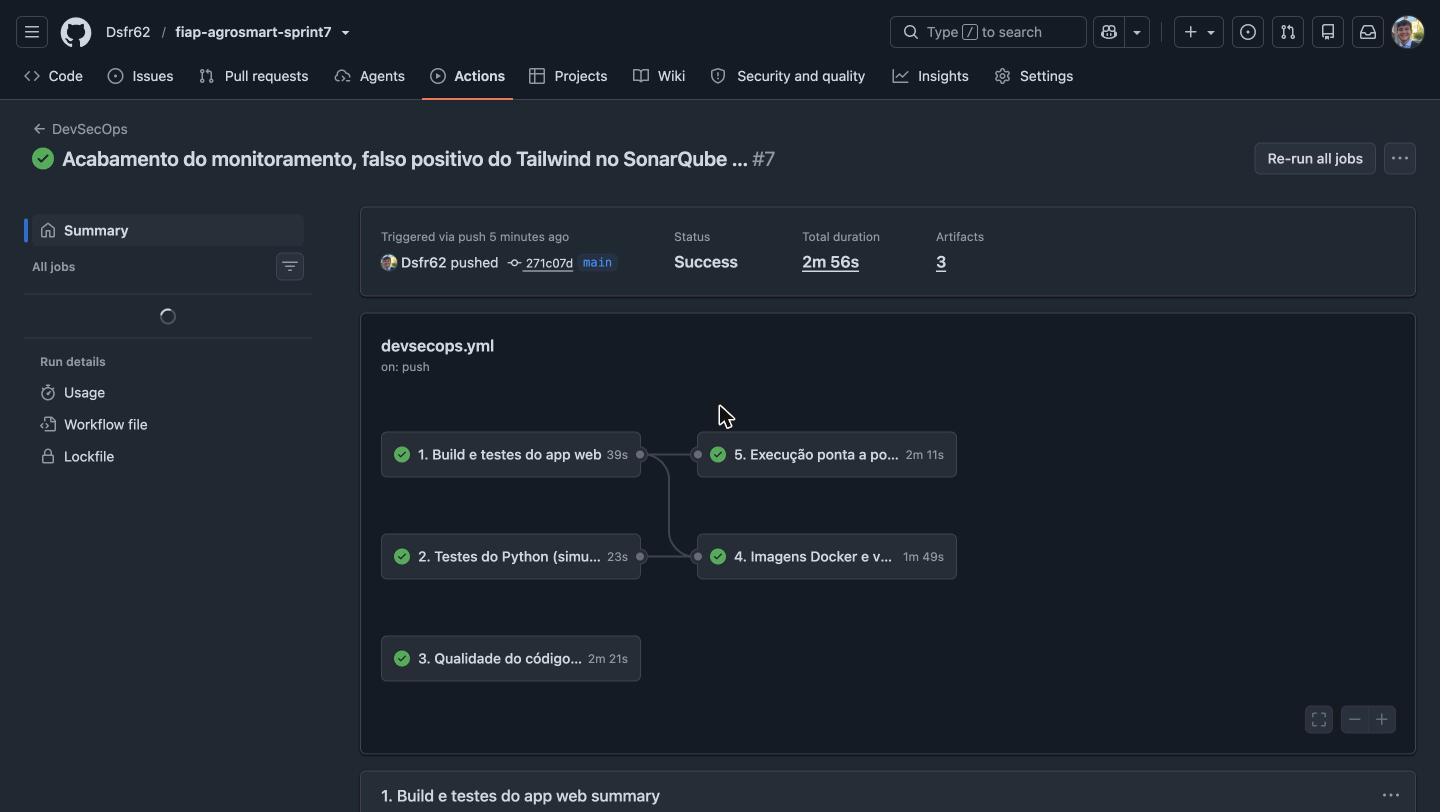 Dsfr62 / fiap-agrosmart-sprint7
Type / to search
Code Issues Pull requests Agents Actions Projects Wiki Security and quality Insights Settings
DevSecOps
Acabamento do monitoramento, falso positivo do Tailwind no SonarQube ... #7
Re-run all jobs
Summary
All jobs
Run details
Usage
Workflow file
Lockfile
Triggered via push 5 minutes ago
Dsfr62 pushed 271c07d main
Status
Success
Total duration
2m 56s
Artifacts
3
devsecops.yml
on: push
1. Build e testes do app web 39s
5. Execução ponta a po... 2m 11s
2. Testes do Python (simu... 23s
4. Imagens Docker e v... 1m 49s
3. Qualidade do código... 2m 21s
1. Build e testes do app web summary